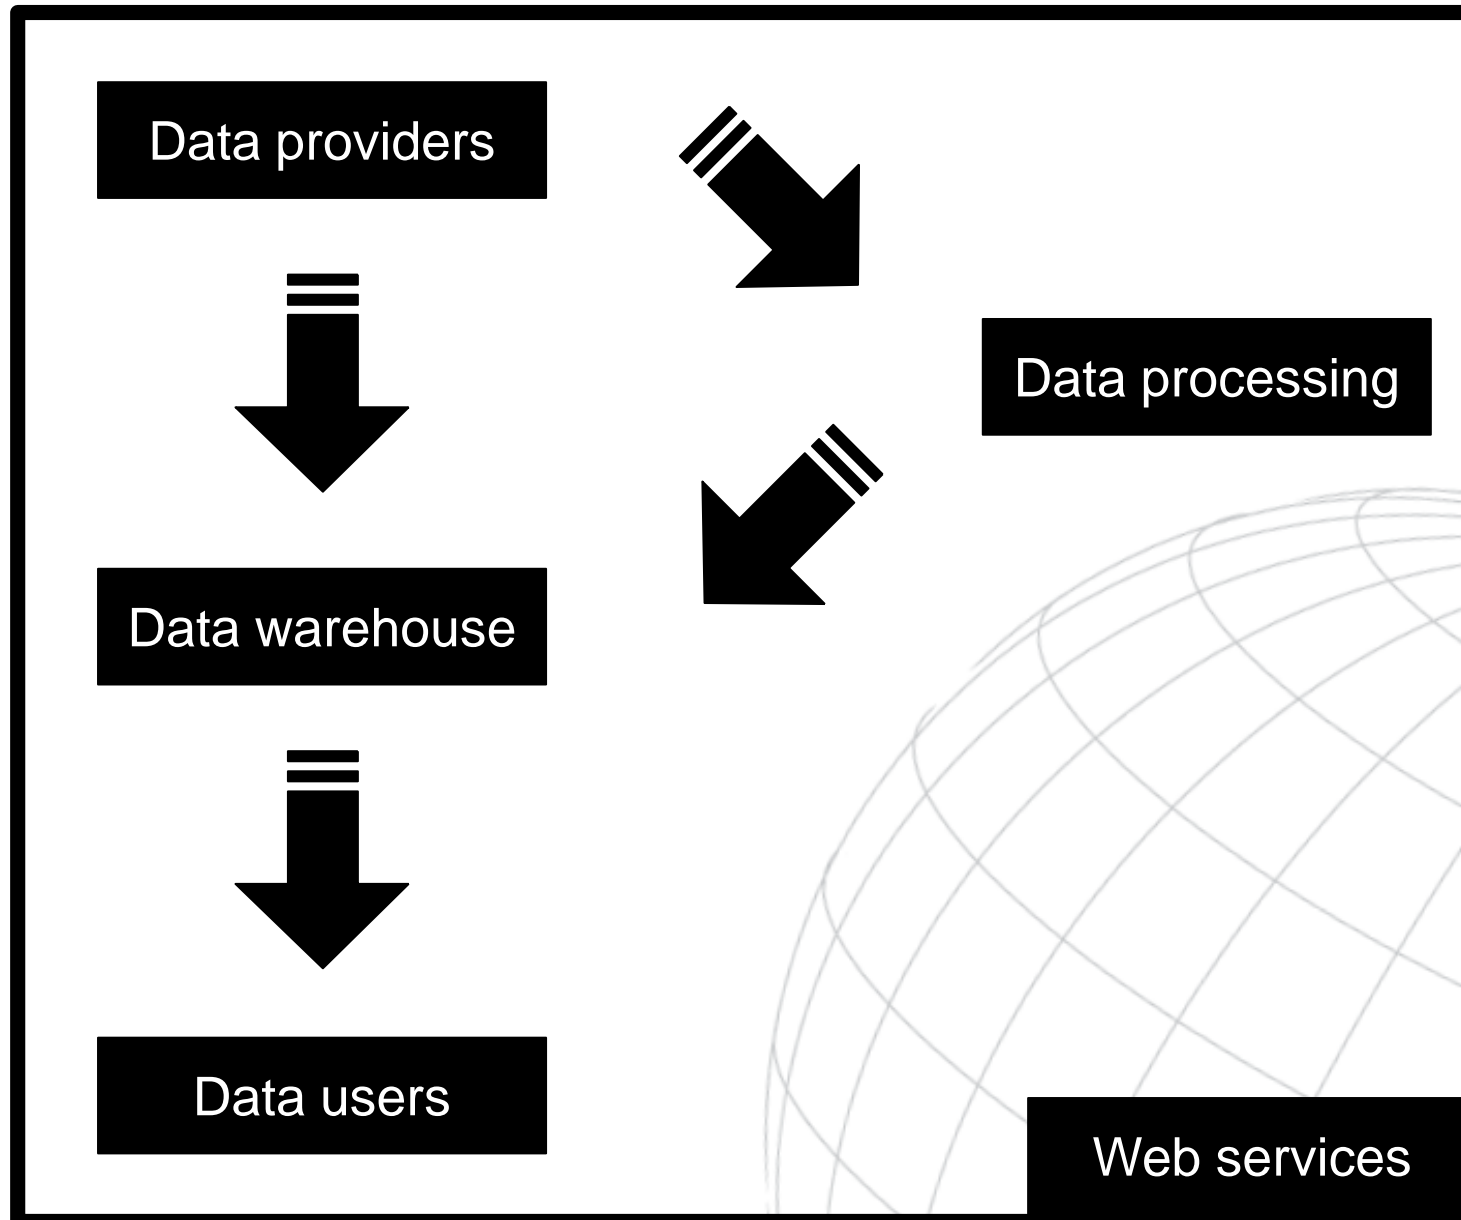 Data providers
Data processing
Data warehouse
Data users
Web services